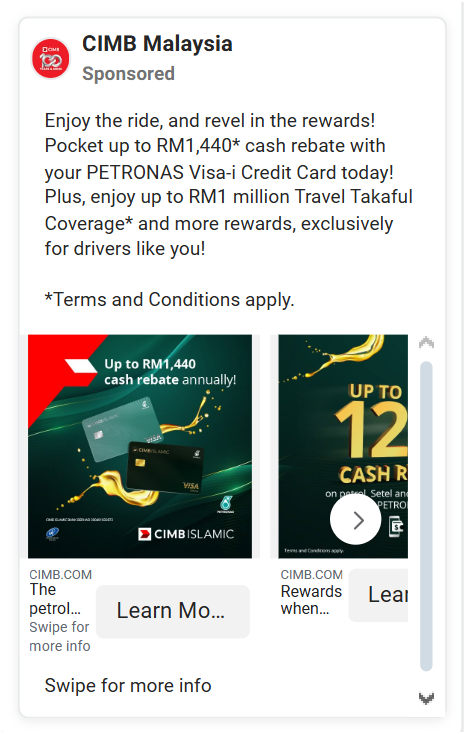 CIMB Malaysia
Sponsored
Enjoy the ride, and revel in the rewards!
Pocket up to RM1,440* cash rebate with
your PETRONAS Visa-i Credit Card today!
Plus, enjoy up to RM1 million Travel Takaful
Coverage* and more rewards, exclusively
for drivers like you!
*Terms and Conditions apply.
Up to RM1,440
cash rebate annually!
CIMB ISLAMIC
VISA
PETRONAS
CIMB ISLAMIC
UP TO
12
CASH R
on petrol, Setel and
PETRON
Terms and Conditions apply.
CIMB.COM
The
petrol...
Swipe for
more info
Learn Mo...
CIMB.COM
Rewards
when...
Lear
Swipe for more info